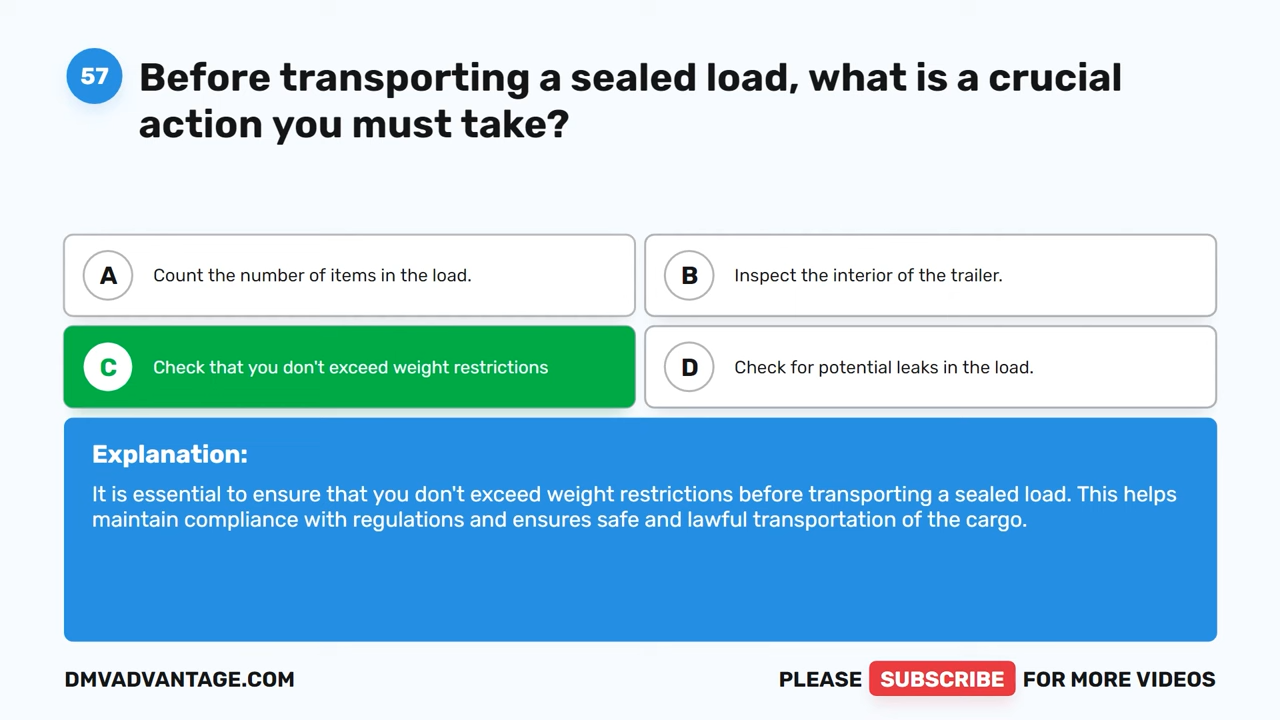 57
Before transporting a sealed load, what is a crucial
action you must take?
A
Count the number of items in the load.
B
Inspect the interior of the trailer.
C
Check that you don't exceed weight restrictions
D
Check for potential leaks in the load.
Explanation:
It is essential to ensure that you don't exceed weight restrictions before transporting a sealed load. This helps
maintain compliance with regulations and ensures safe and lawful transportation of the cargo.
DMVADVANTAGE.COM
PLEASE SUBSCRIBE FOR MORE VIDEOS